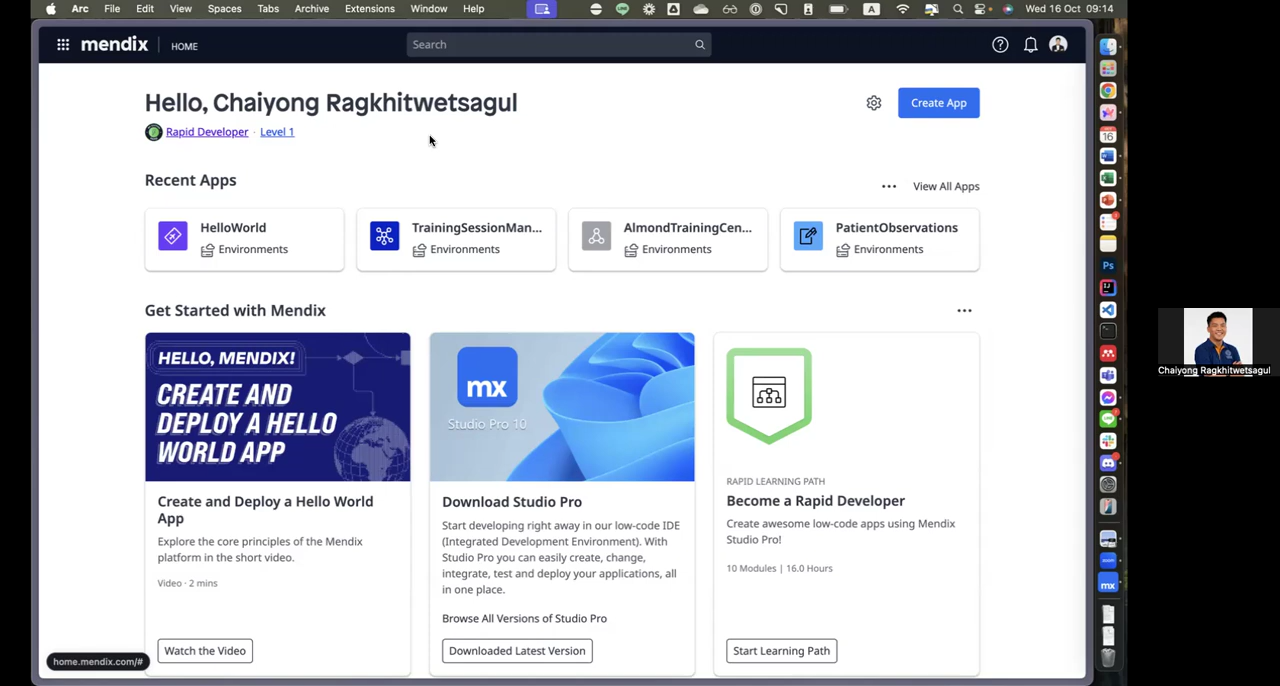 Arc File Edit View Spaces Tabs Archive Extensions Window Help A Wed 16 Oct 09:14
mendix HOME Search
Hello, Chaiyong Ragkhitwetsagul
Create App
Rapid Developer · Level 1
Recent Apps
View All Apps
HelloWorld
Environments
TrainingSessionMan...
Environments
AlmondTrainingCen...
Environments
PatientObservations
Environments
Get Started with Mendix
HELLO, MENDIX!
CREATE AND
DEPLOY A HELLO
WORLD APP
Create and Deploy a Hello World
App
Explore the core principles of the Mendix
platform in the short video.
Video · 2 mins
Watch the Video
mx
Studio Pro 10
Download Studio Pro
Start developing right away in our low-code IDE
(Integrated Development Environment). With
Studio Pro you can easily create, change,
integrate, test and deploy your applications, all
in one place.
Browse All Versions of Studio Pro
Downloaded Latest Version
RAPID LEARNING PATH
Become a Rapid Developer
Create awesome low-code apps using Mendix
Studio Pro!
10 Modules | 16.0 Hours
Start Learning Path
home.mendix.com/#
16
Ps
mx
Chaiyong Ragkhitwetsagul